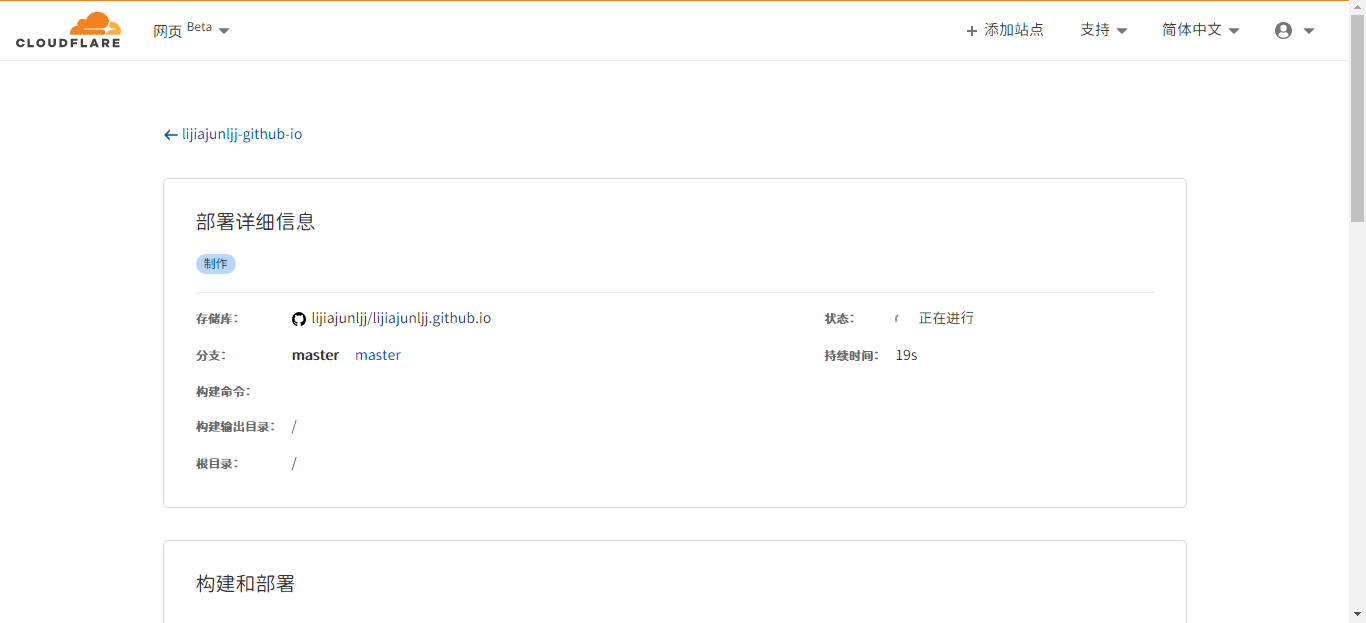 CLOUDFLARE 网页 Beta + 添加站点 支持 简体中文
← lijiajunljj-github-io
部署详细信息
制作
存储库： lijiajunljj/lijiajunljj.github.io 状态： 正在进行
分支： master master 持续时间： 19s
构建命令：
构建输出目录： /
根目录： /
构建和部署